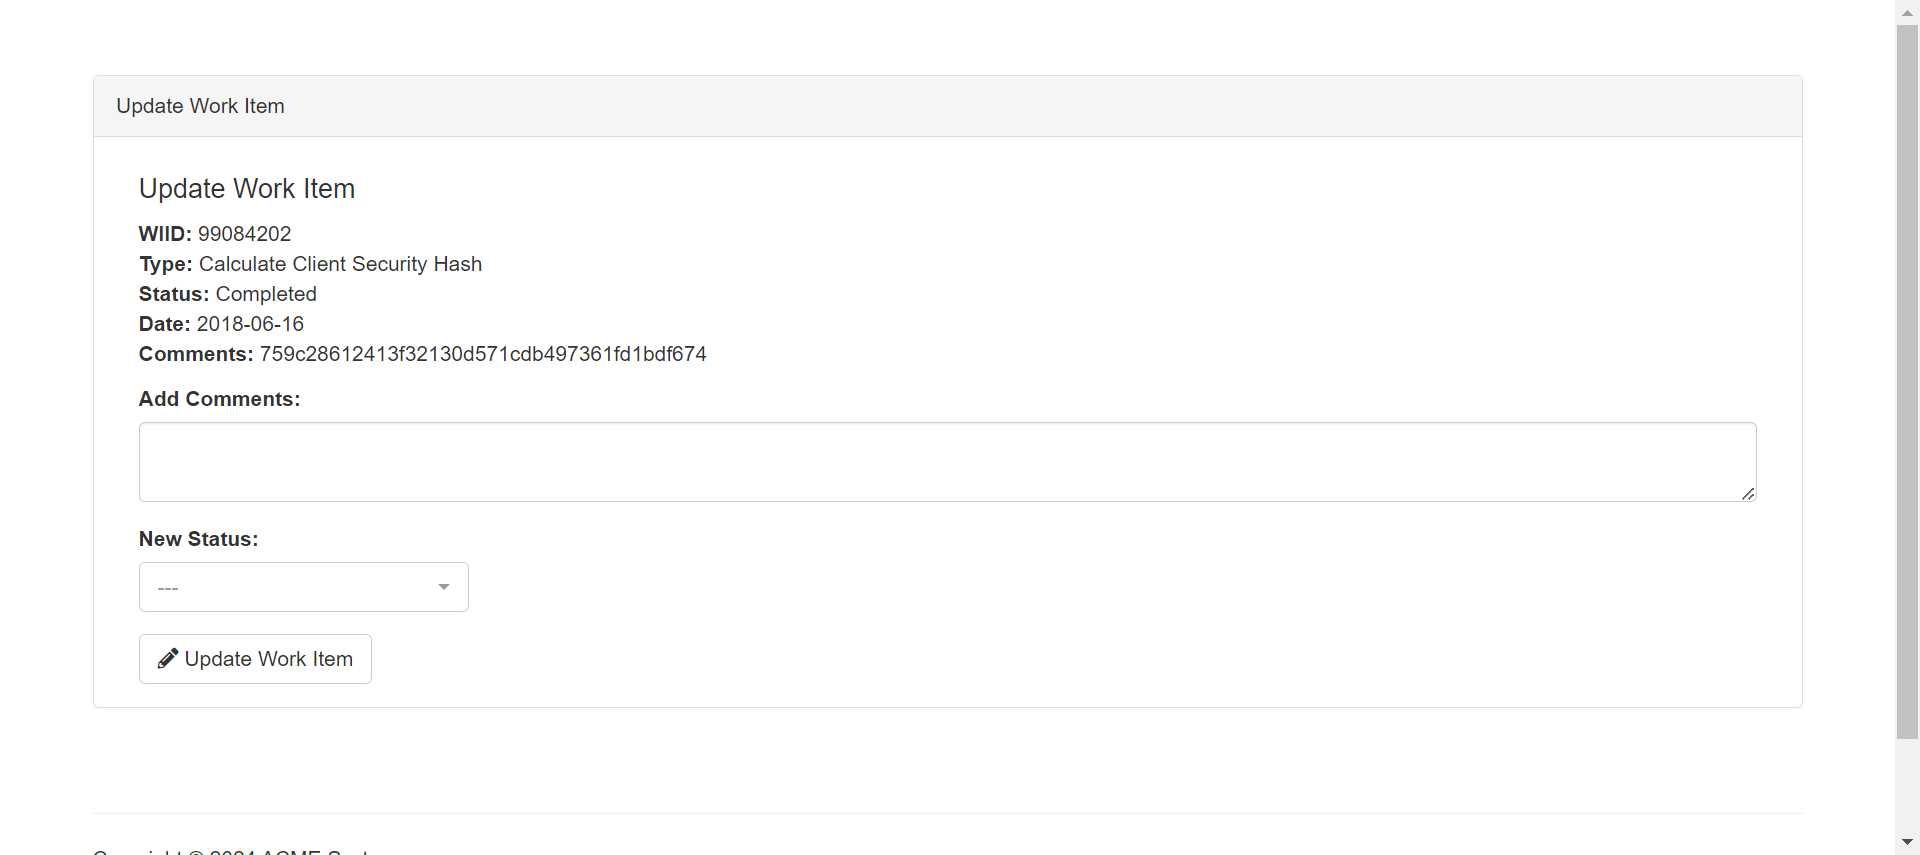 Update Work Item
Update Work Item
WIID: 99084202
Type: Calculate Client Security Hash
Status: Completed
Date: 2018-06-16
Comments: 759c28612413f32130d571cdb497361fd1bdf674
Add Comments:
New Status:
---
Update Work Item